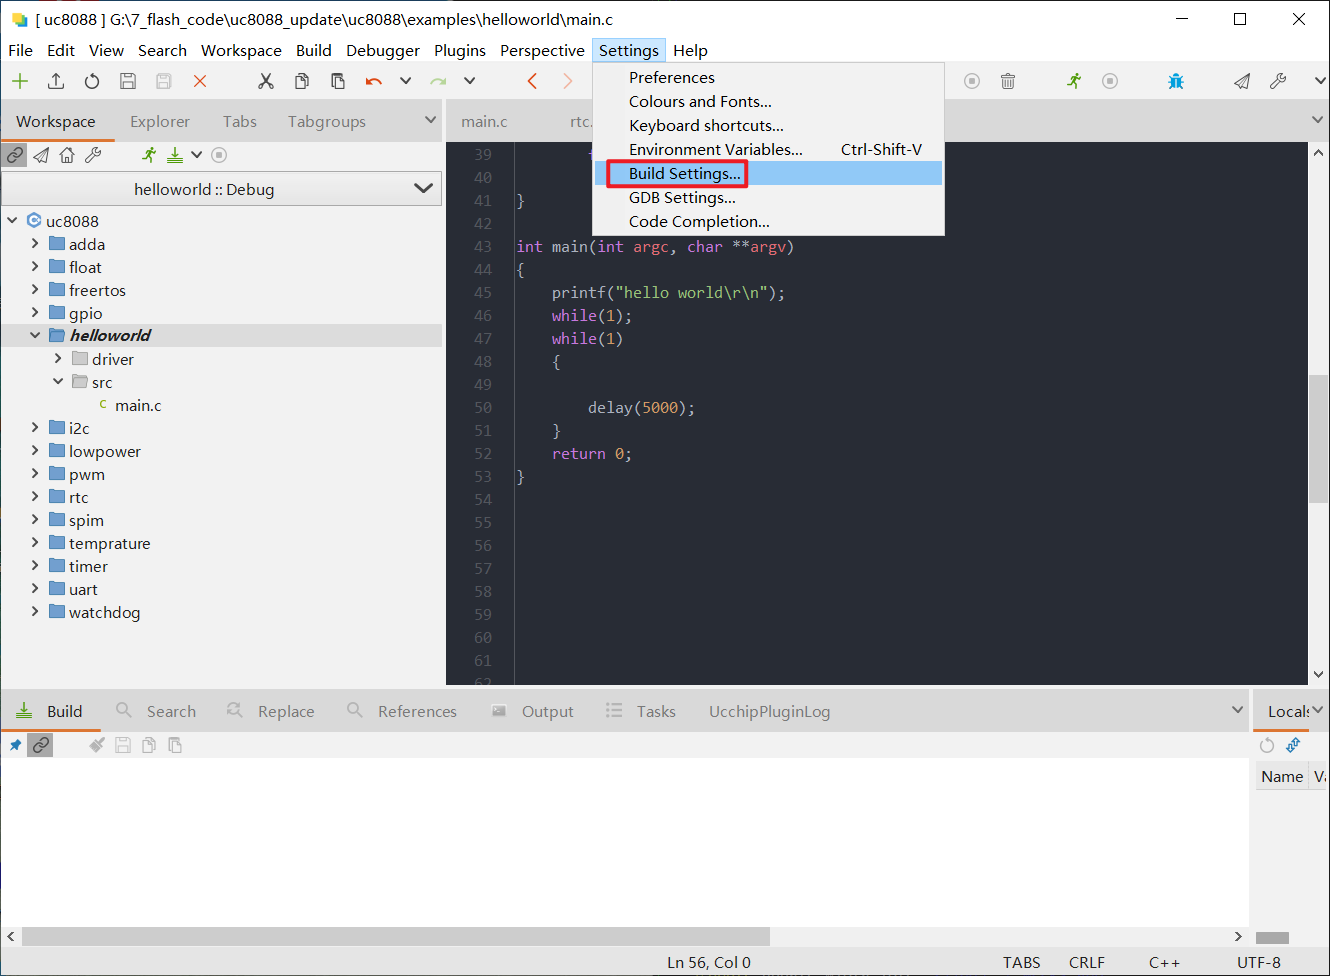 [ uc8088 ] G:\7_flash_code\uc8088_update\uc8088\examples\helloworld\main.c
File Edit View Search Workspace Build Debugger Plugins Perspective Settings Help
Preferences
Colours and Fonts...
Keyboard shortcuts...
Environment Variables... Ctrl-Shift-V
Build Settings...
GDB Settings...
Code Completion...
Workspace Explorer Tabs Tabgroups
helloworld :: Debug
uc8088
adda
float
freertos
gpio
helloworld
driver
src
main.c
i2c
lowpower
pwm
rtc
spim
temprature
timer
uart
watchdog
main.c rtc.
39
40
41 }
42
43 int main(int argc, char **argv)
44 {
45 printf("hello world\r\n");
46 while(1);
47 while(1)
48 {
49
50 delay(5000);
51 }
52 return 0;
53 }
54
55
56
57
58
59
60
61
62
Build Search Replace References Output Tasks UcchipPluginLog
Locals
Name
Ln 56, Col 0 TABS CRLF C++ UTF-8